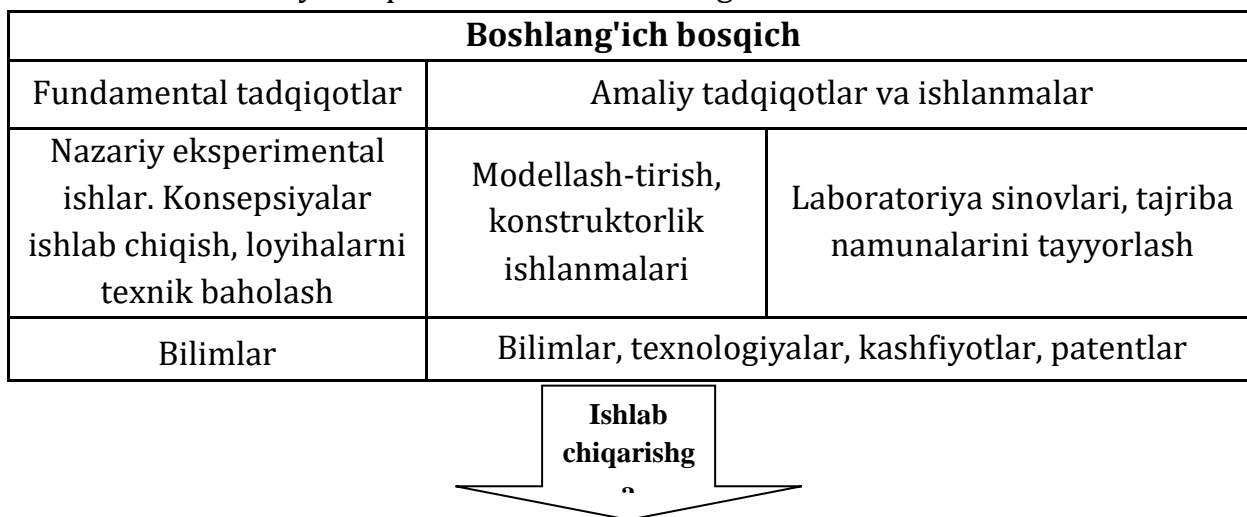 Boshlang'ich bosqich
Fundamental tadqiqotlar
Amaliy tadqiqotlar va ishlanmalar
Nazariy eksperimental
ishlar. Konsepsiyalar
ishlab chiqish, loyihalarni
texnik baholash
Modellash-tirish,
konstruktorlik
ishlanmalari
Laboratoriya sinovlari, tajriba
namunalarini tayyorlash
Bilimlar
Bilimlar, texnologiyalar, kashfiyotlar, patentlar
Ishlab
chiqarishg
a